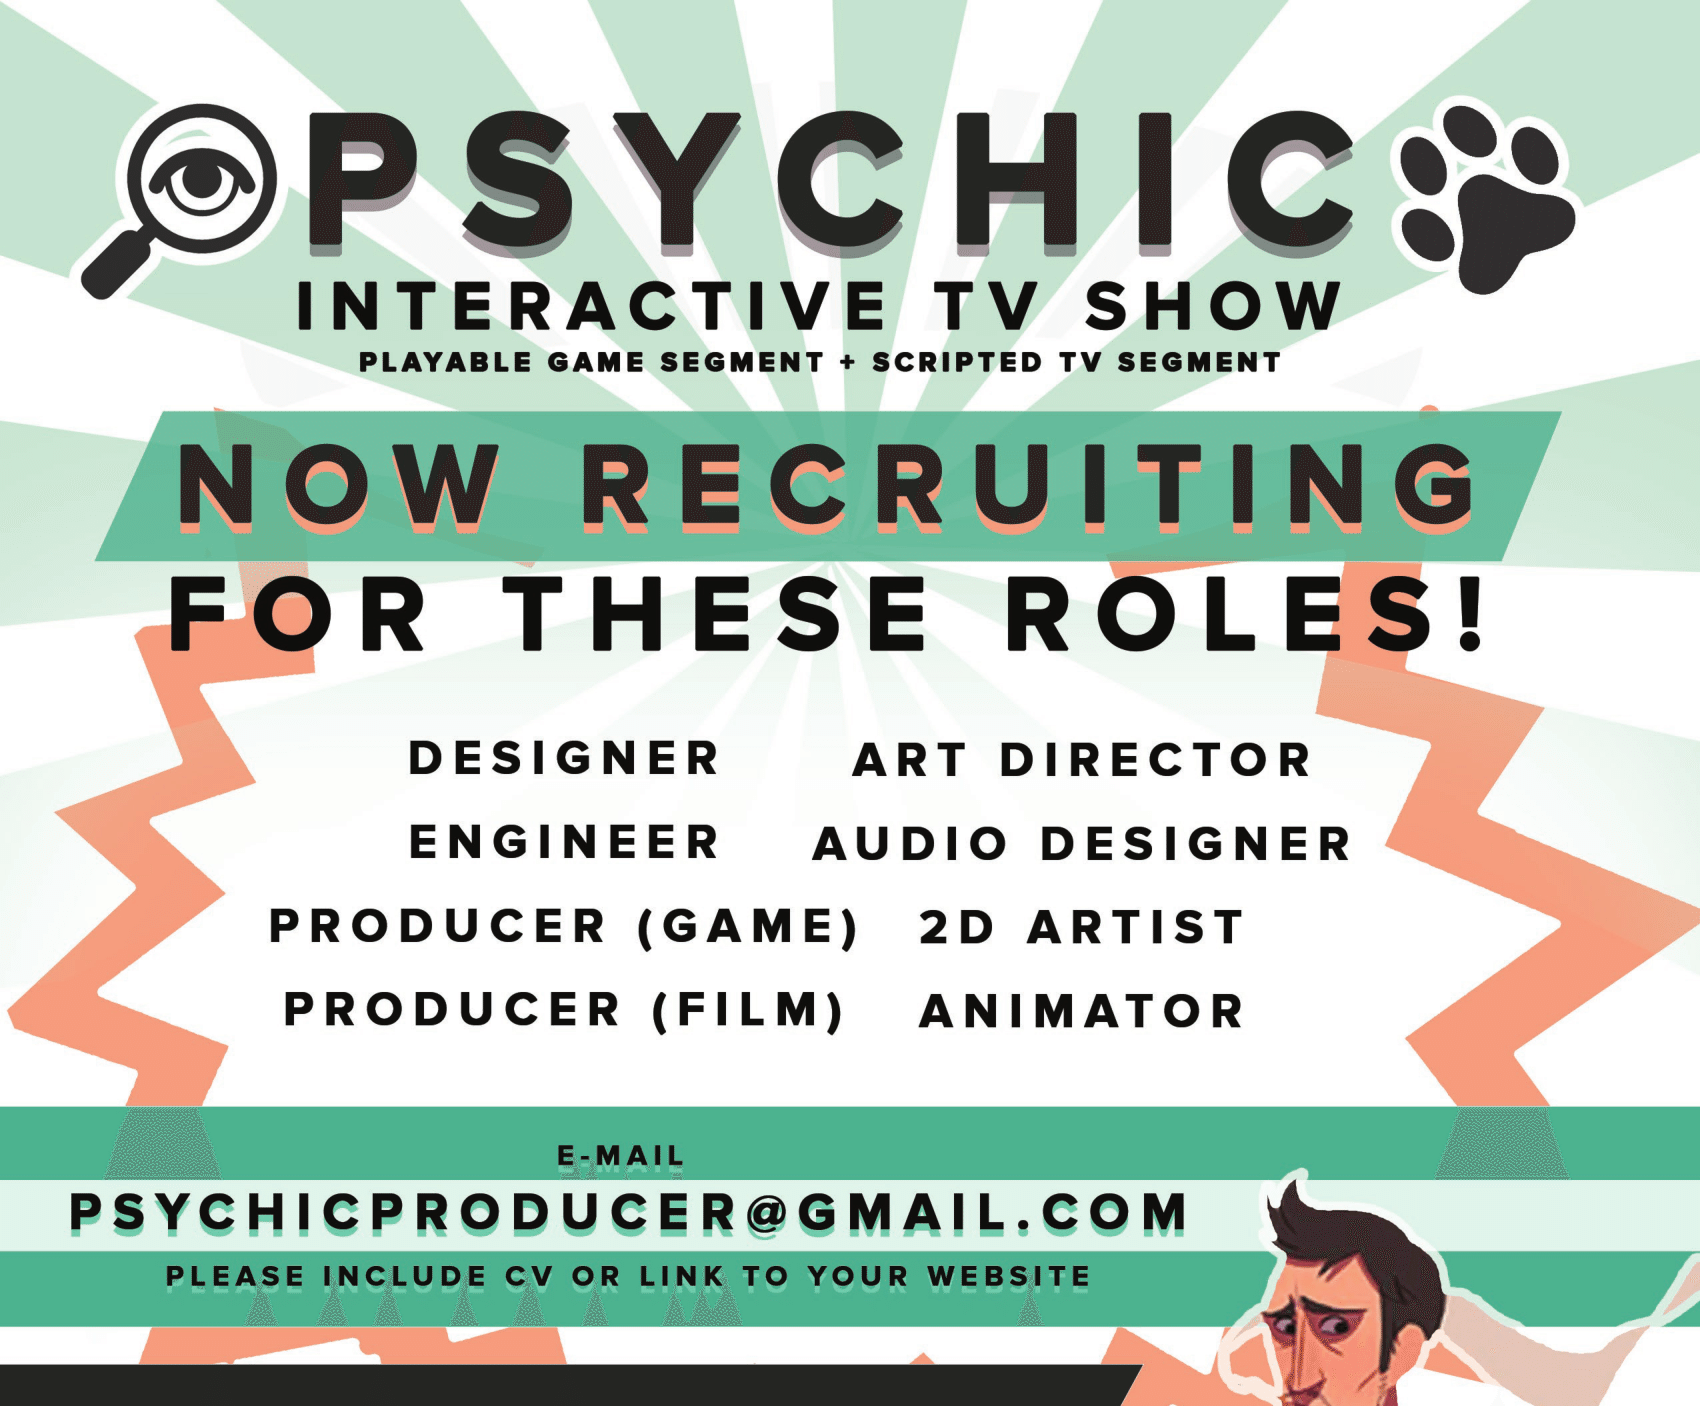 PSYCHIC
INTERACTIVE TV SHOW
PLAYABLE GAME SEGMENT + SCRIPTED TV SEGMENT
NOW RECRUITING
FOR THESE ROLES!
DESIGNER
ENGINEER
PRODUCER (GAME)
PRODUCER (FILM)
ART DIRECTOR
AUDIO DESIGNER
2D ARTIST
ANIMATOR
E-MAIL
PSYCHICPRODUCER@GMAIL.COM
PLEASE INCLUDE CV OR LINK TO YOUR WEBSITE